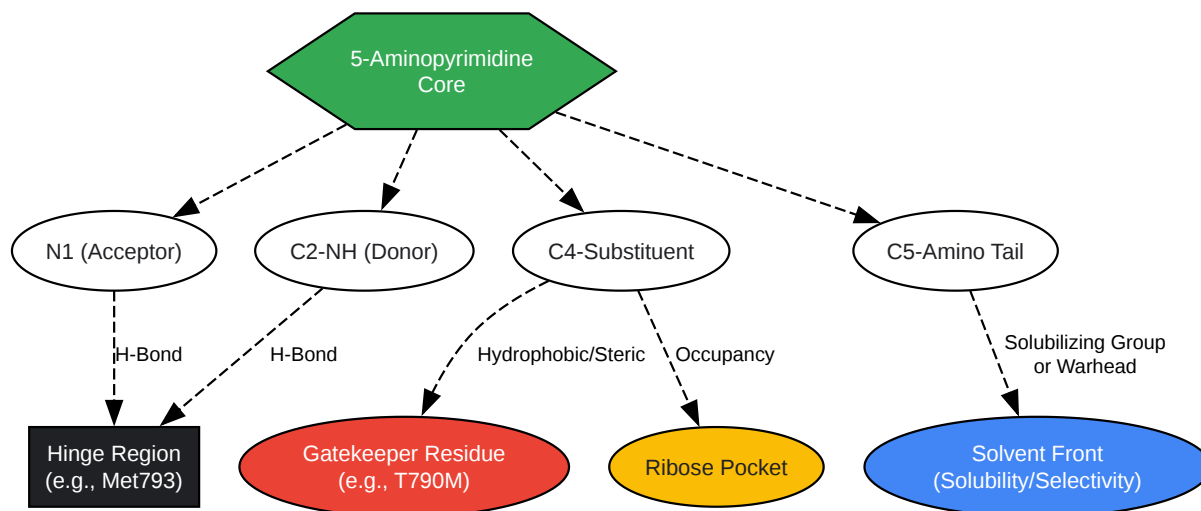 5-Aminopyrimidine
Core
N1 (Acceptor)
C2-NH (Donor)
C4-Substituent
C5-Amino Tail
H-Bond
H-Bond
Hydrophobic/Steric
Occupancy
Solubilizing Group
or Warhead
Hinge Region
(e.g., Met793)
Gatekeeper Residue
(e.g., T790M)
Ribose Pocket
Solvent Front
(Solubility/Selectivity)